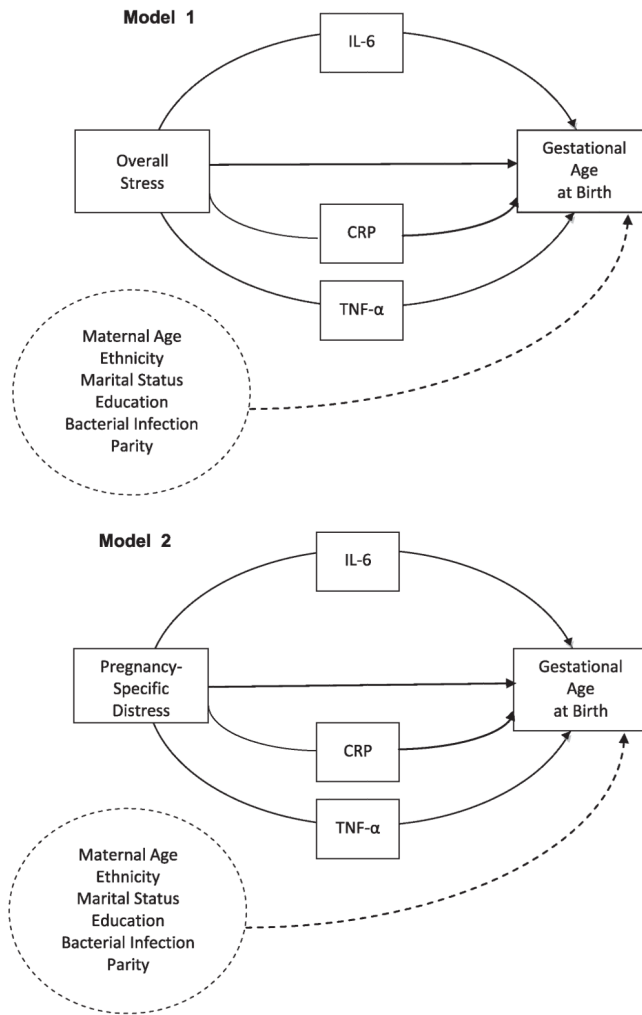 Model 1
IL-6
Overall
Stress
Gestational
Age
at Birth
CRP
TNF-α
Maternal Age
Ethnicity
Marital Status
Education
Bacterial Infection
Parity
Model 2
IL-6
Pregnancy-
Specific
Distress
Gestational
Age
at Birth
CRP
TNF-α
Maternal Age
Ethnicity
Marital Status
Education
Bacterial Infection
Parity